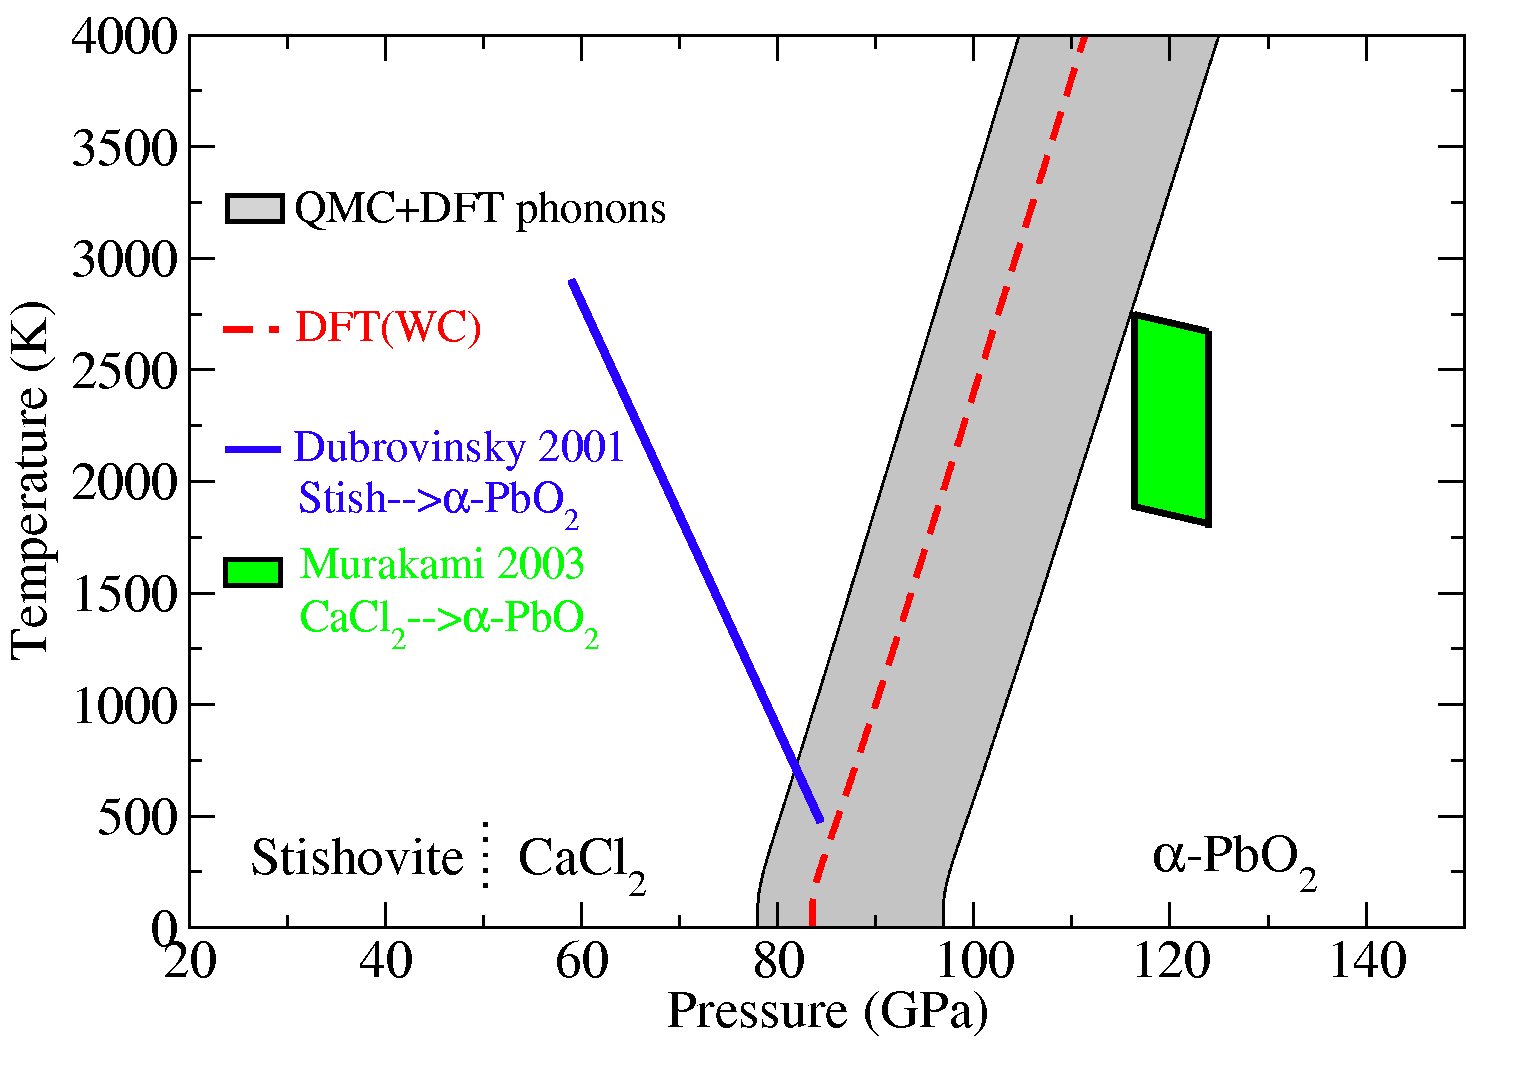 4000
3500
3000
2500
2000
1500
1000
500
0
Temperature (K)
QMC+DFT phonons
DFT(WC)
Dubrovinsky 2001
Stish-->α-PbO₂
Murakami 2003
CaCl₂-->α-PbO₂
Stishovite CaCl₂ α-PbO₂
20 40 60 80 100 120 140
Pressure (GPa)